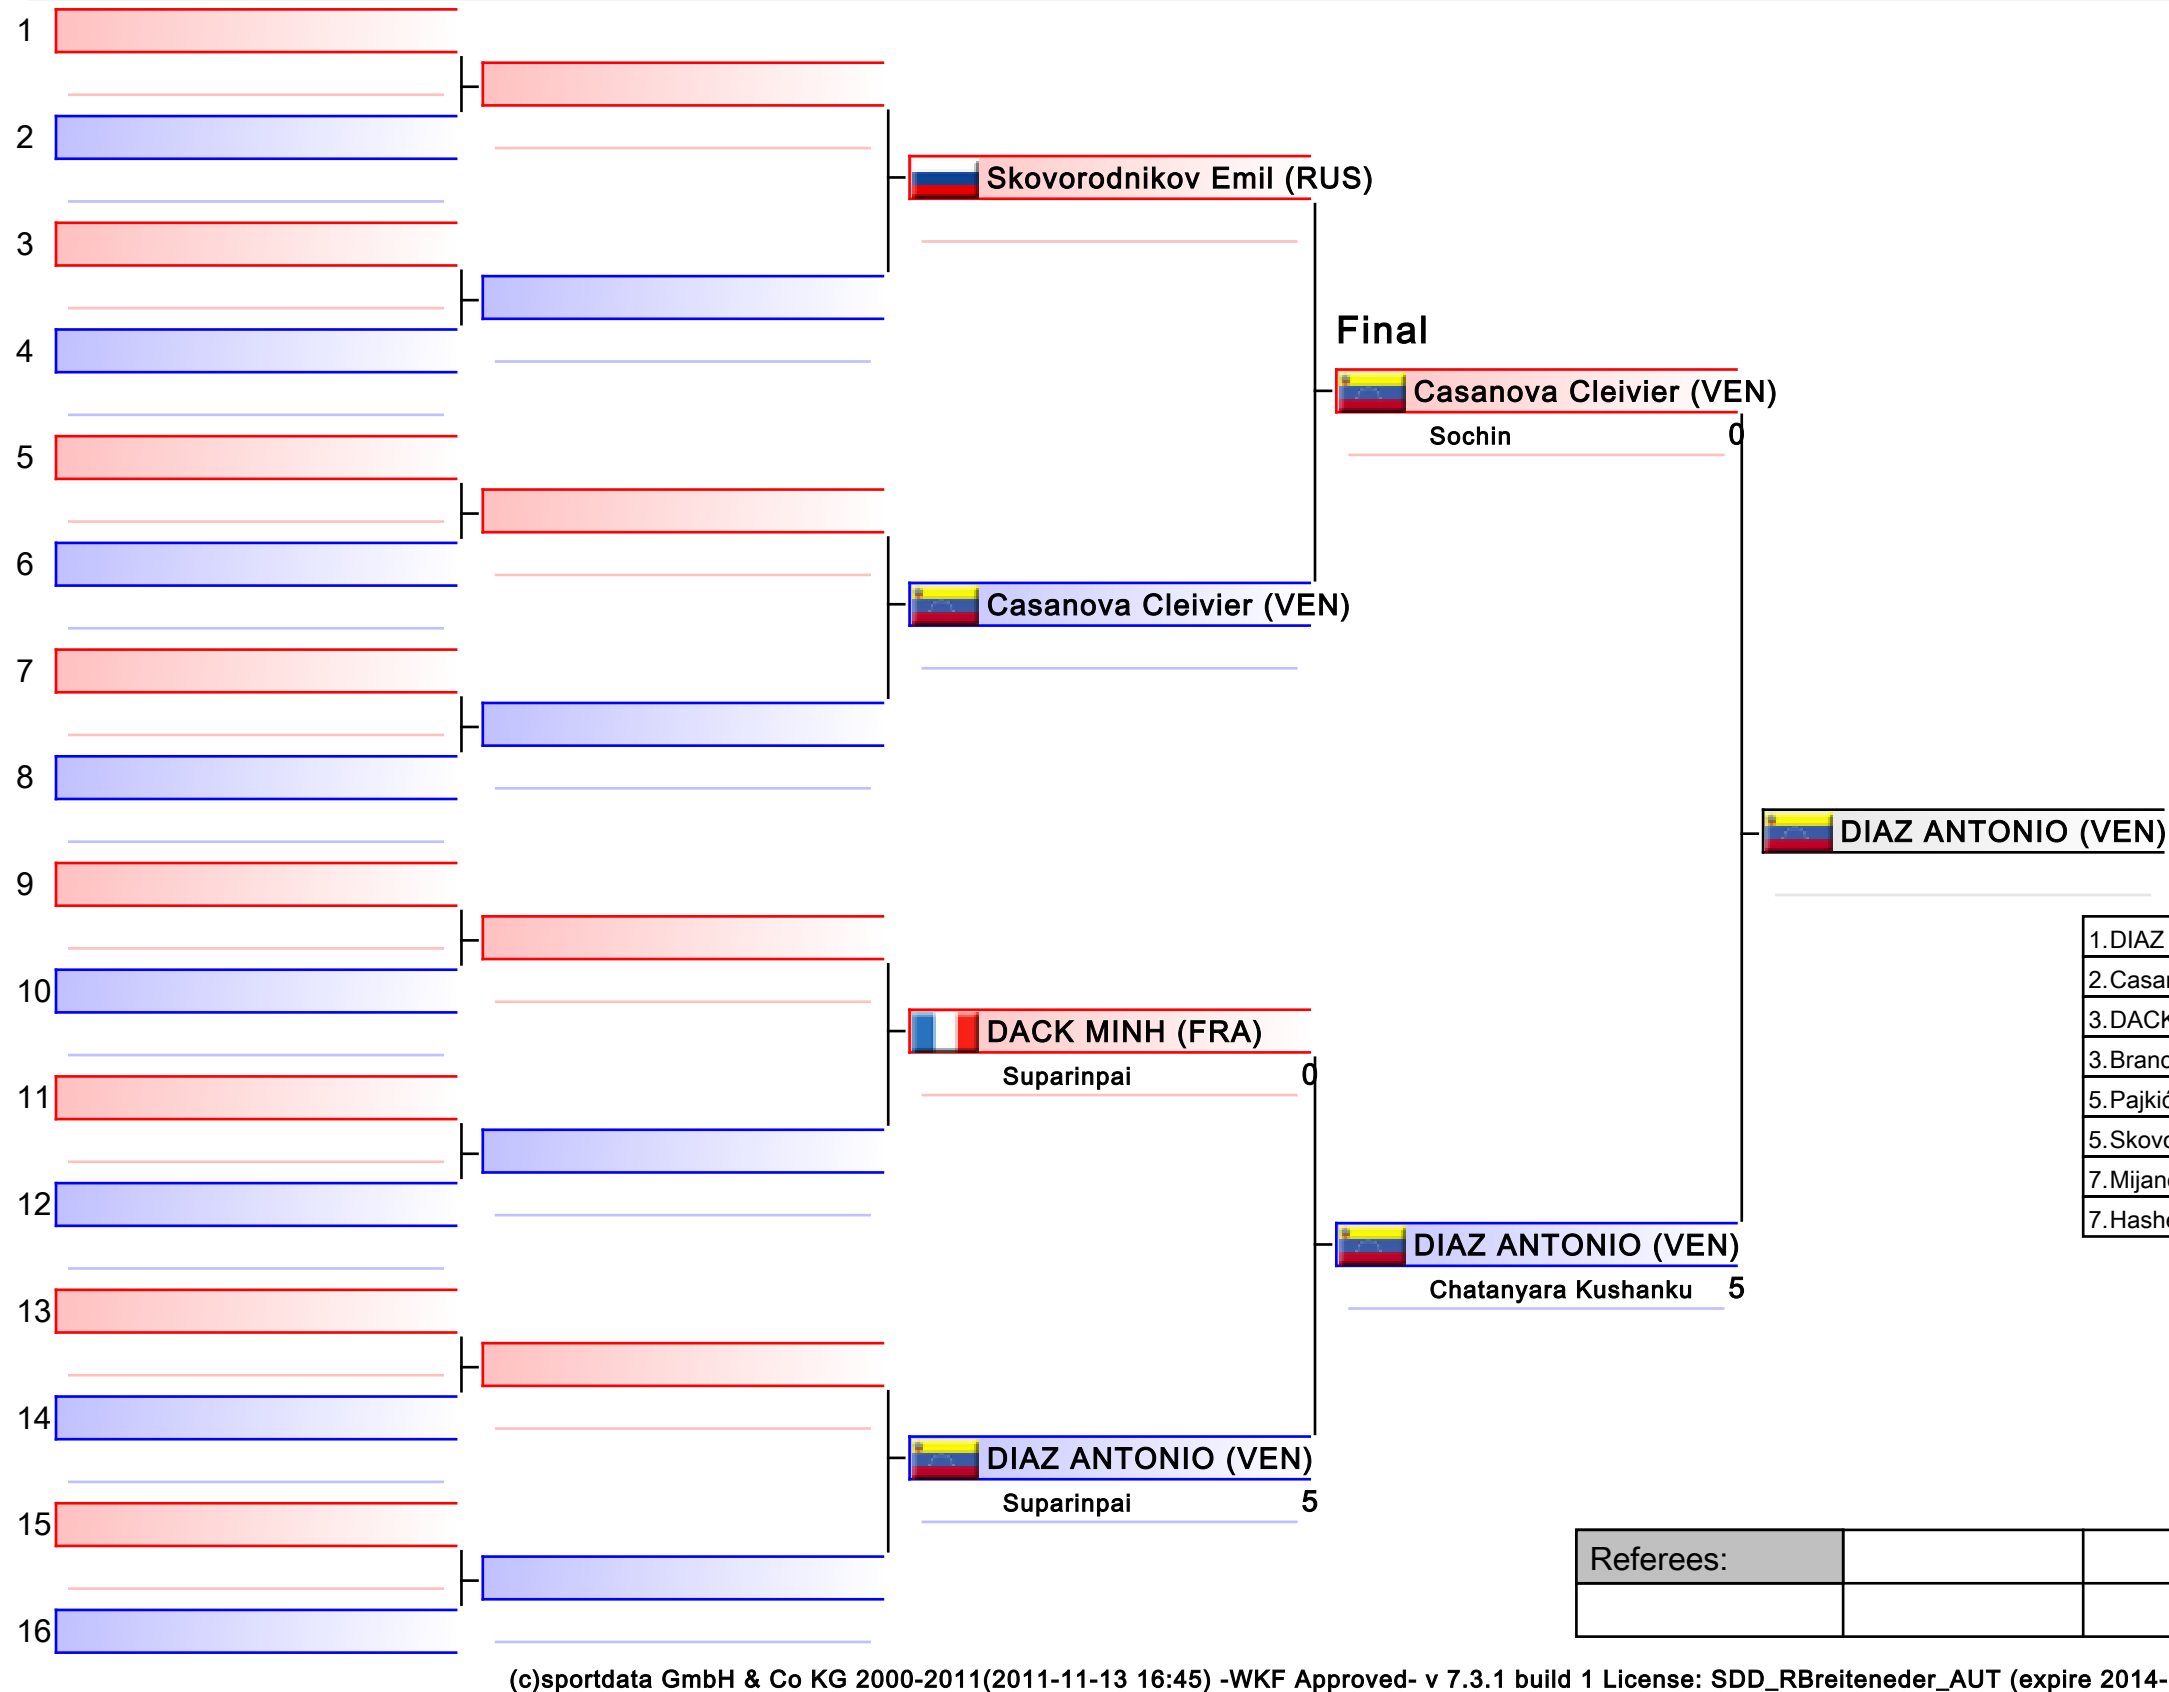 1
2
Skovorodnikov Emil (RUS)
3
4
Final
Casanova Cleivier (VEN)
Sochin 0
5
6
Casanova Cleivier (VEN)
7
8
DIAZ ANTONIO (VEN)
9
1.DIAZ
2.Casa
10
3.DACK
DACK MINH (FRA)
Suparinpai 0
3.Branc
11
5.Pajkić
5.Skovo
12
7.Mijan
7.Hash
DIAZ ANTONIO (VEN)
Chatanyara Kushanku 5
13
14
DIAZ ANTONIO (VEN)
Suparinpai 5
15
Referees:
16
(c)sportdata GmbH & Co KG 2000-2011(2011-11-13 16:45) -WKF Approved- v 7.3.1 build 1 License: SDD_RBreiteneder_AUT (expire 2014-